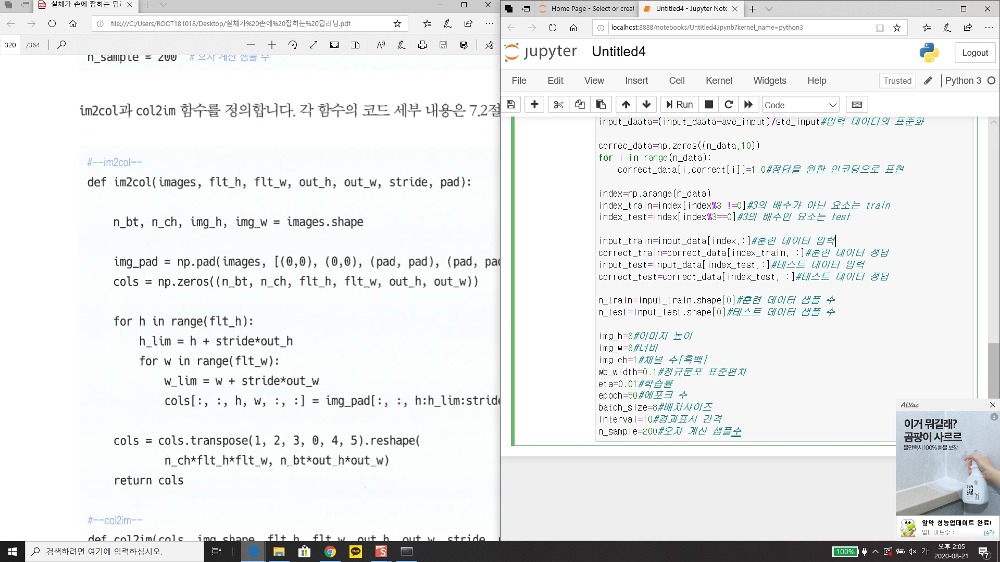 실체가 손에 잡히는 딥러
file:///C:/Users/ROOT181018/Desktop/실체가%20손에%20잡히는%20딥러닝.pdf
320 /364
n_sample = 200 # 오차 계산 샘플 수
im2col과 col2im 함수를 정의합니다. 각 함수의 코드 세부 내용은 7.2절
#--im2col--
def im2col(images, flt_h, flt_w, out_h, out_w, stride, pad):
n_bt, n_ch, img_h, img_w = images.shape
img_pad = np.pad(images, [(0,0), (0,0), (pad, pad), (pad, pad
cols = np.zeros((n_bt, n_ch, flt_h, flt_w, out_h, out_w))
for h in range(flt_h):
h_lim = h + stride*out_h
for w in range(flt_w):
w_lim = w + stride*out_w
cols[:, :, h, w, :, :] = img_pad[:, :, h:h_lim:stride
cols = cols.transpose(1, 2, 3, 0, 4, 5).reshape(
n_ch*flt_h*flt_w, n_bt*out_h*out_w)
return cols
#--col2im--
def col2im(cols, img_shape, flt_h, flt_w, out_h, out_w, stride,
Home Page - Select or creat
Untitled4 - Jupyter Note
localhost:8888/notebooks/Untitled4.ipynb?kernel_name=python3
jupyter Untitled4
Logout
File Edit View Insert Cell Kernel Widgets Help
Trusted Python 3
Run Code
input_daata=(input_daata-ave_input)/std_input#입력 데이터의 표준화
correc_data=np.zeros((n_data,10))
for i in range(n_data):
correct_data[i,correct[i]]=1.0#정답을 원한 인코딩으로 표현
index=np.arange(n_data)
index_train=index[index%3 !=0]#3의 배수가 아닌 요소는 train
index_test=index[index%3==0]#3의 배수인 요소는 test
input_train=input_data[index,:]#훈련 데이터 입력
correct_train=correct_data[index_train, :]#훈련 데이터 정답
input_test=input_data[index_test,:]#테스트 데이터 입력
correct_test=correct_data[index_test, :]#테스트 데이터 정답
n_train=input_train.shape[0]#훈련 데이터 샘플 수
n_test=input_test.shape[0]#테스트 데이터 샘플 수
img_h=8#이미지 높이
img_w=8#너비
img_ch=1#채널 수[흑백]
wb_width=0.1#정규분포 표준편차
eta=0.01#학습률
epoch=50#에포크 수
batch_size=8#배치사이즈
interval=10#경과표시 간격
n_sample=200#오차 계산 샘플수
ALYac
이거 뭐길래?
곰팡이 사르르
불만족시 100% 환불 보장
알약 성능업데이트 완료!
업데이트수 : 19개
검색하려면 여기에 입력하십시오.
TALK
100%
가
오후 2:05
2020-08-21
7